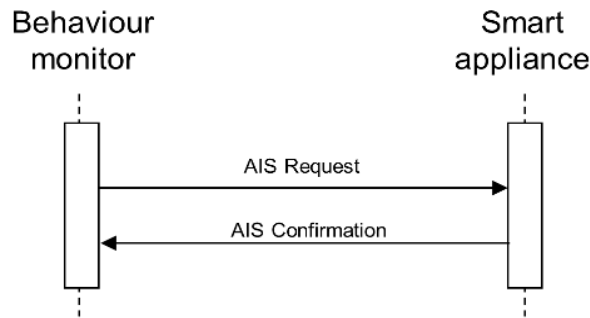 Behaviour
monitor
Smart
appliance
AIS Request
AIS Confirmation